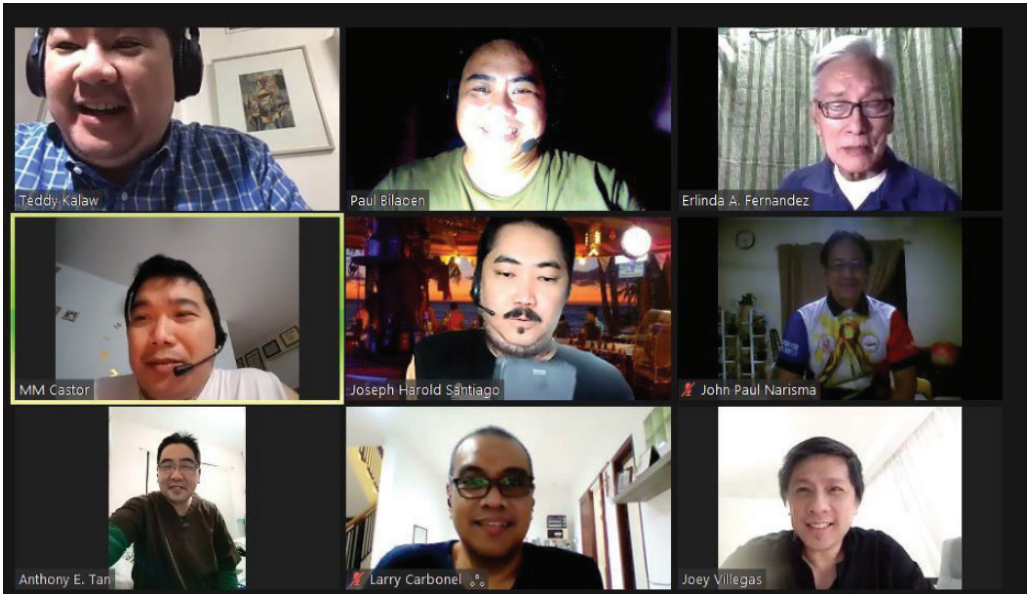 Teddy Kalaw
Paul Bilaoen
Erlinda A. Fernandez
MM Castor
Joseph Harold Santiago
John Paul Narisma
Anthony E. Tan
Larry Carbonel
Joey Villegas